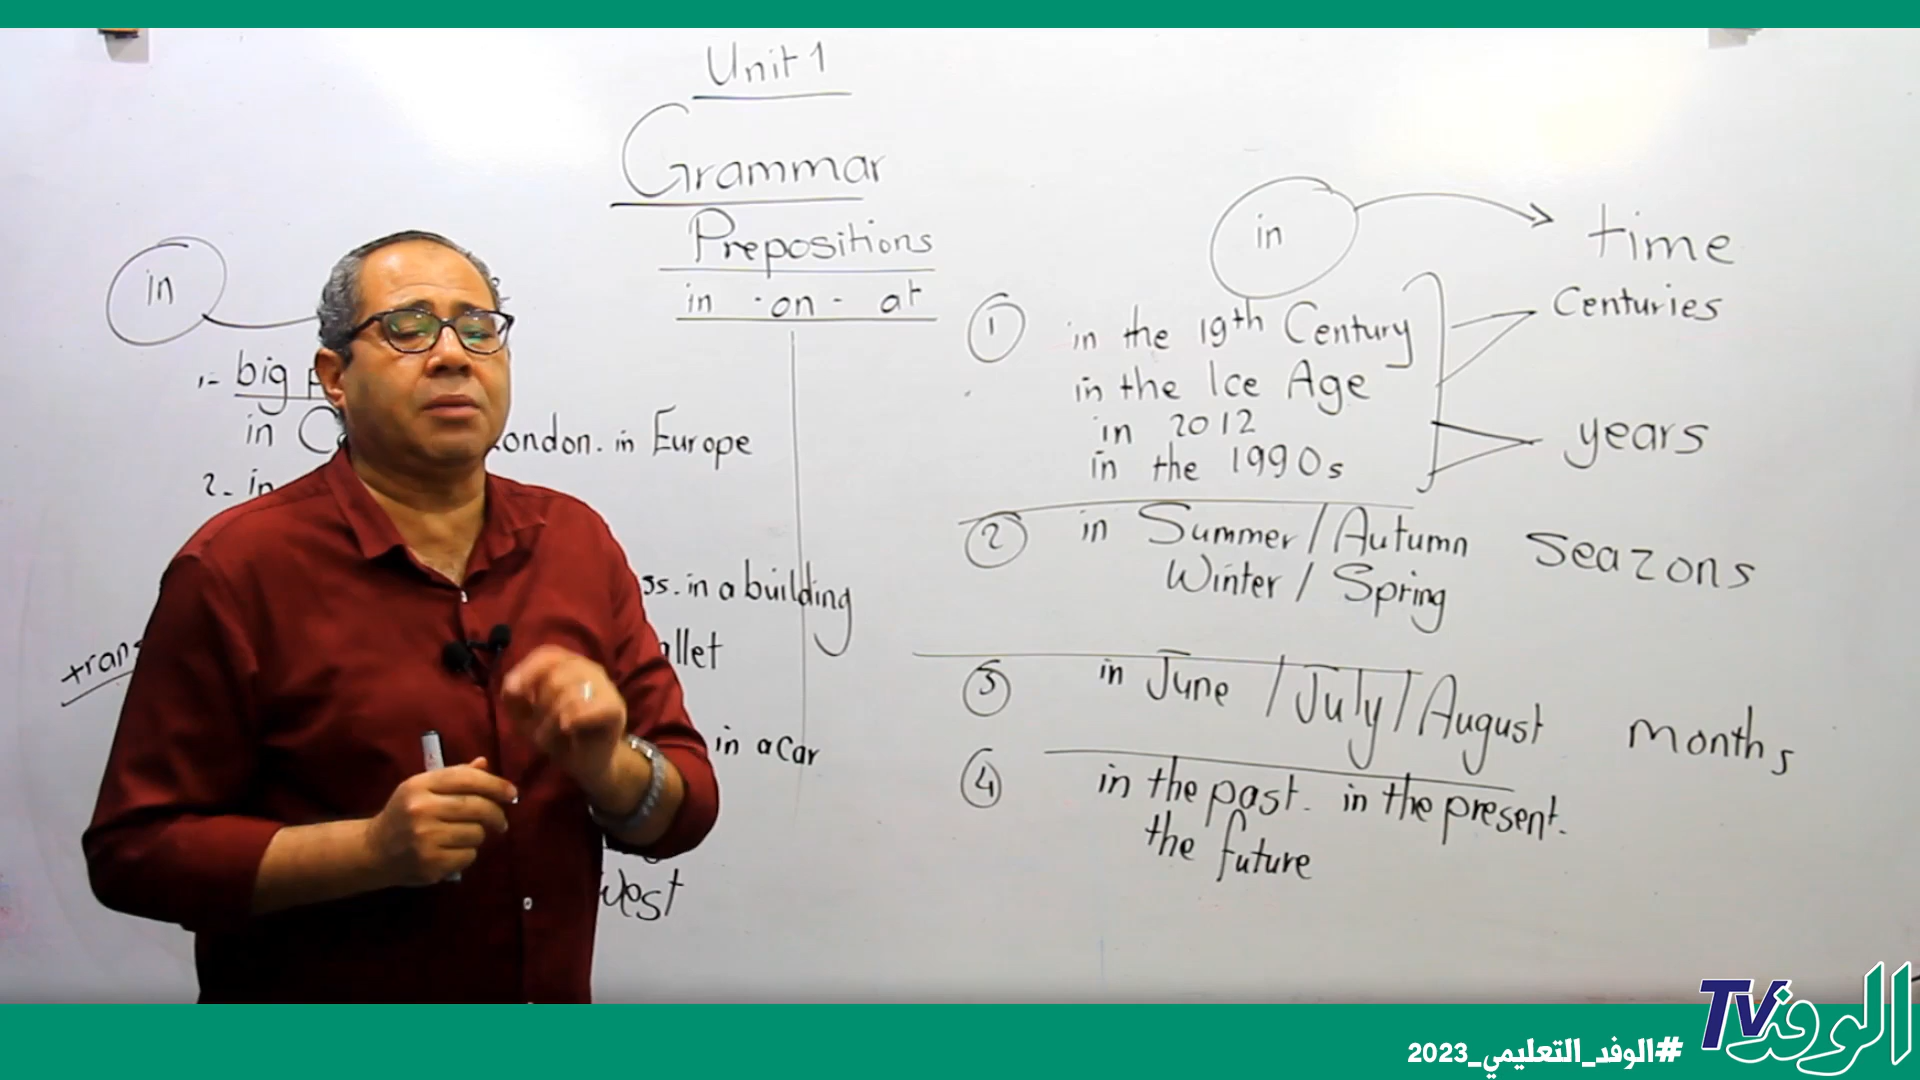 Unit 1
Grammar
Prepositions
in · on - at
in
1- big
in London. in Europe
2- in
in a building
in a car
West
in
time
1
in the 19th Century
Centuries
in the Ice Age
in 2012
years
in the 1990s
2
in Summer / Autumn
seazons
Winter / Spring
3
in June / July / August
months
4
in the past. in the present.
the future
الوفد TV
#الوفد_التعليمي_2023